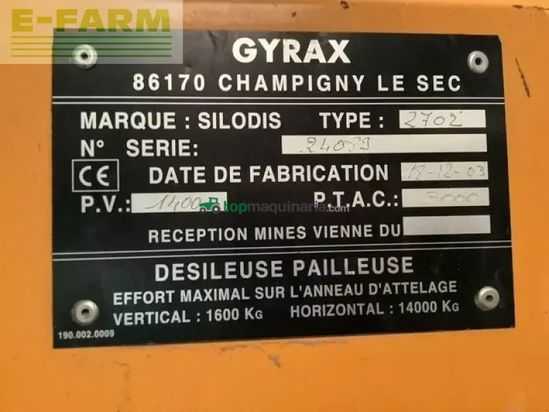 E-FARM
GYRAX
86170 CHAMPIGNY LE SEC
MARQUE : SILODIS TYPE : 2702
N° SERIE: 24059
CE DATE DE FABRICATION 18-12-03
P.V.: 1400 P.T.A.C.: 5000
topmaquinaria.com
RECEPTION MINES VIENNE DU
DESILEUSE PAILLEUSE
EFFORT MAXIMAL SUR L'ANNEAU D'ATTELAGE
VERTICAL : 1600 KG HORIZONTAL : 14000 KG
190.002.0009